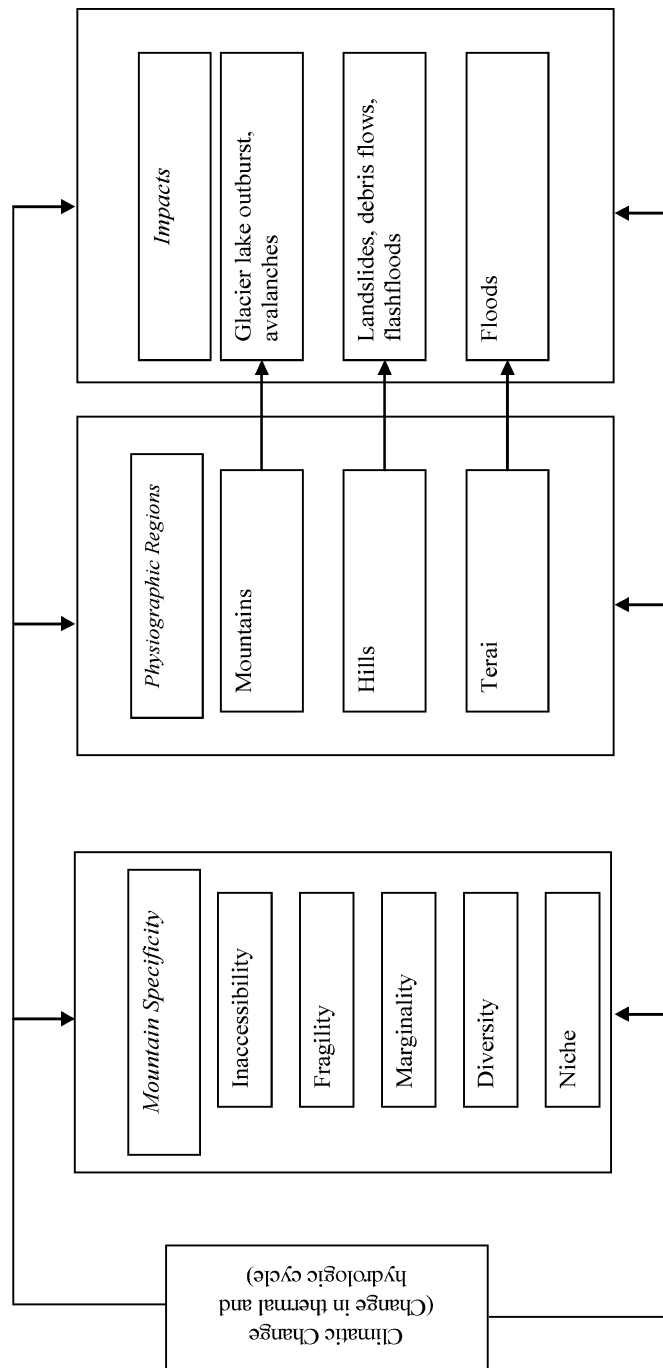 Climatic Change
(Change in thermal and
hydrologic cycle)
Mountain Specificity
Inaccessibility
Fragility
Marginality
Diversity
Niche
Physiographic Regions
Mountains
Hills
Terai
Impacts
Glacier lake outburst,
avalanches
Landslides, debris flows,
flashfloods
Floods